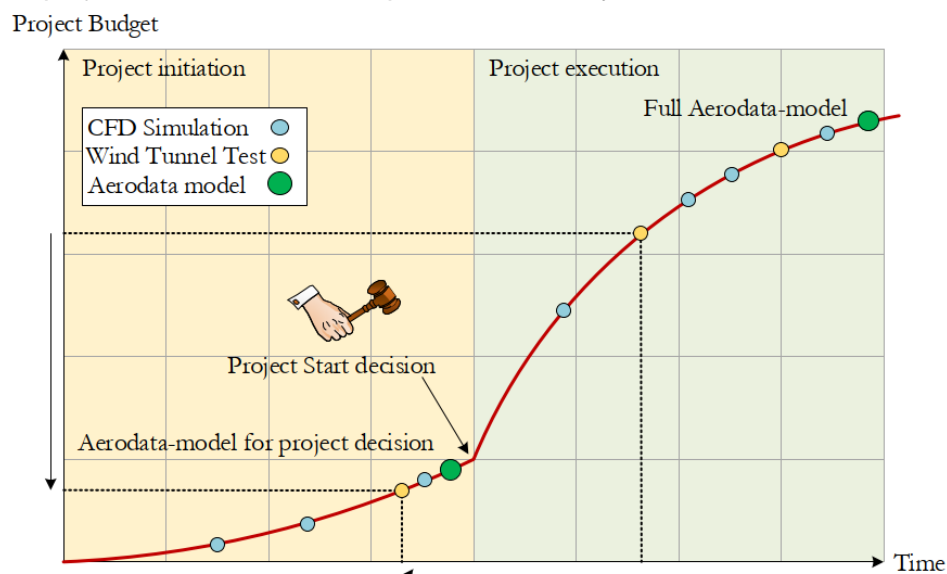 Project Budget
Project initiation
Project execution
Full Aerodata-model
CFD Simulation
Wind Tunnel Test
Aerodata model
Project Start decision
Aerodata-model for project decision
Time